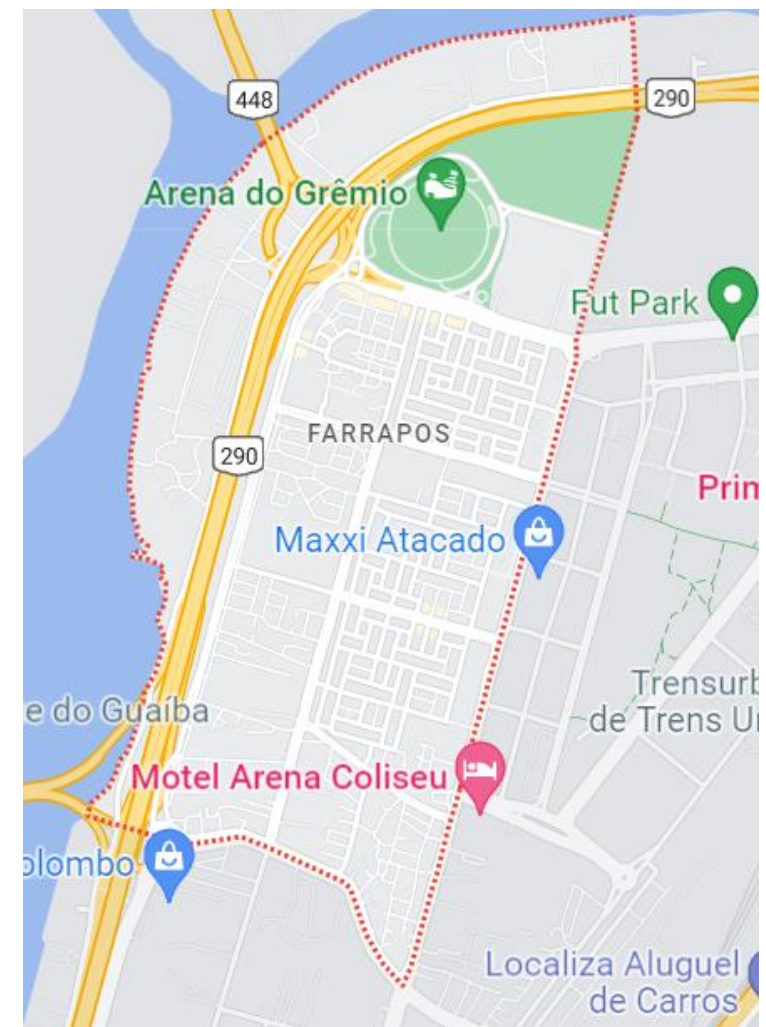 448
290
Arena do Grêmio
Fut Park
FARRAPOS
290
Prim
Maxxi Atacado
Trensurb
e do Guaíba
de Trens Ur
Motel Arena Coliseu
olombo
Localiza Aluguel
de Carros